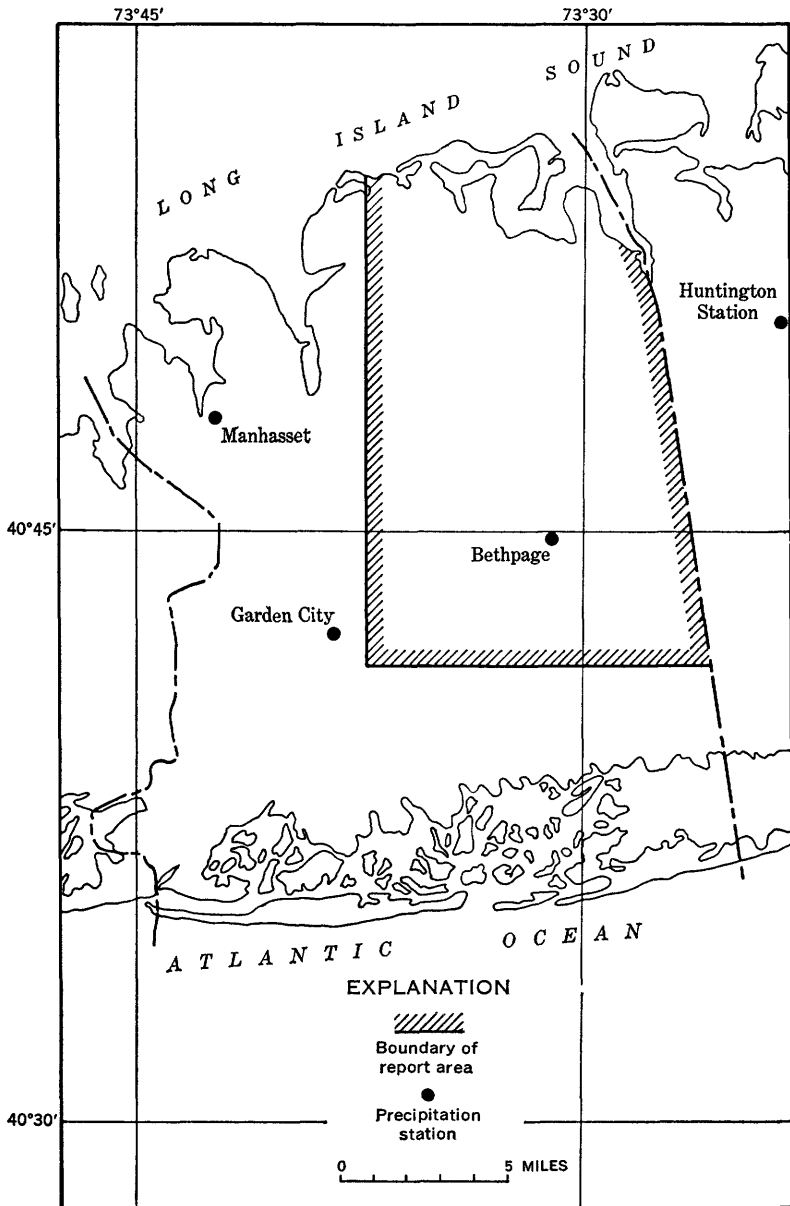 73°45′
73°30′
LONG ISLAND SOUND
Huntington
Station
Manhasset
40°45′
Bethpage
Garden City
ATLANTIC OCEAN
EXPLANATION
Boundary of
report area
Precipitation
station
40°30′
0 5 MILES